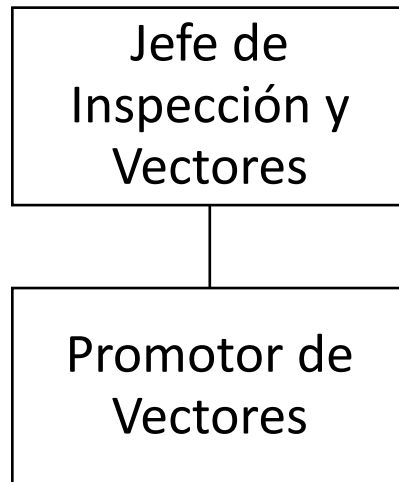 Jefe de
Inspección y
Vectores
Promotor de
Vectores